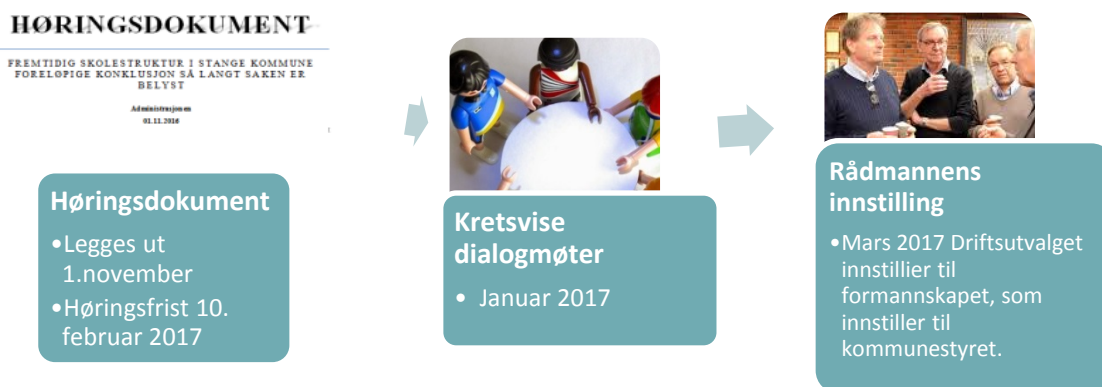 HØRINGSDOKUMENT
FREMTIDIG SKOLESTRUKTUR I STANGE KOMMUNE
FORELØPIGE KONKLUSJON SÅ LANGT SAKEN ER
BELYST
Administrasjonen
01.11.2016
Høringsdokument
•Legges ut
1.november
•Høringsfrist 10.
februar 2017
Kretsvise
dialogmøter
• Januar 2017
Rådmannens
innstilling
•Mars 2017 Driftsutvalget
innstillier til
formannskapet, som
innstiller til
kommunestyret.